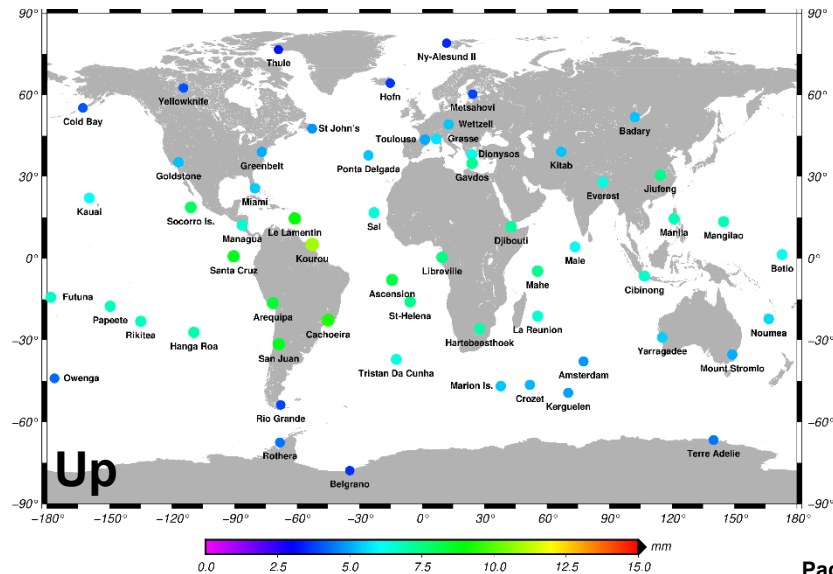 90° 90°
Ny-Alesund II
Thule
Hofn
Yellowknife
Metsahovi
60° 60°
Cold Bay
St John's
Wettzell
Badary
Toulouse
Grasse
Greenbelt
Dionysos
Goldstone
Ponta Delgada
Kitab
30° Gavdos 30°
Miami
Everest
Jiufeng
Kauai
Socorro Is.
Le Lamentin
Sal
Managua
Djibouti
Manila
Mangilao
Kourou
0° 0°
Santa Cruz
Libreville
Male
Betio
Ascension
Mahe
Cibinong
Futuna
Papeete
Arequipa
St-Helena
Rikitea
Cachoeira
La Reunion
Noumea
-30° Hanga Roa
Hartebeesthoek
-30°
San Juan
Yarragadee
Tristan Da Cunha
Amsterdam
Mount Stromlo
Owenga
Marion Is.
Crozet
Kerguelen
Rio Grande
-60° -60°
Rothera
Terre Adelie
Up
Belgrano
-90° -90°
-180° -150° -120° -90° -60° -30° 0° 30° 60° 90° 120° 150° 180°
mm
0.0 2.5 5.0 7.5 10.0 12.5 15.0